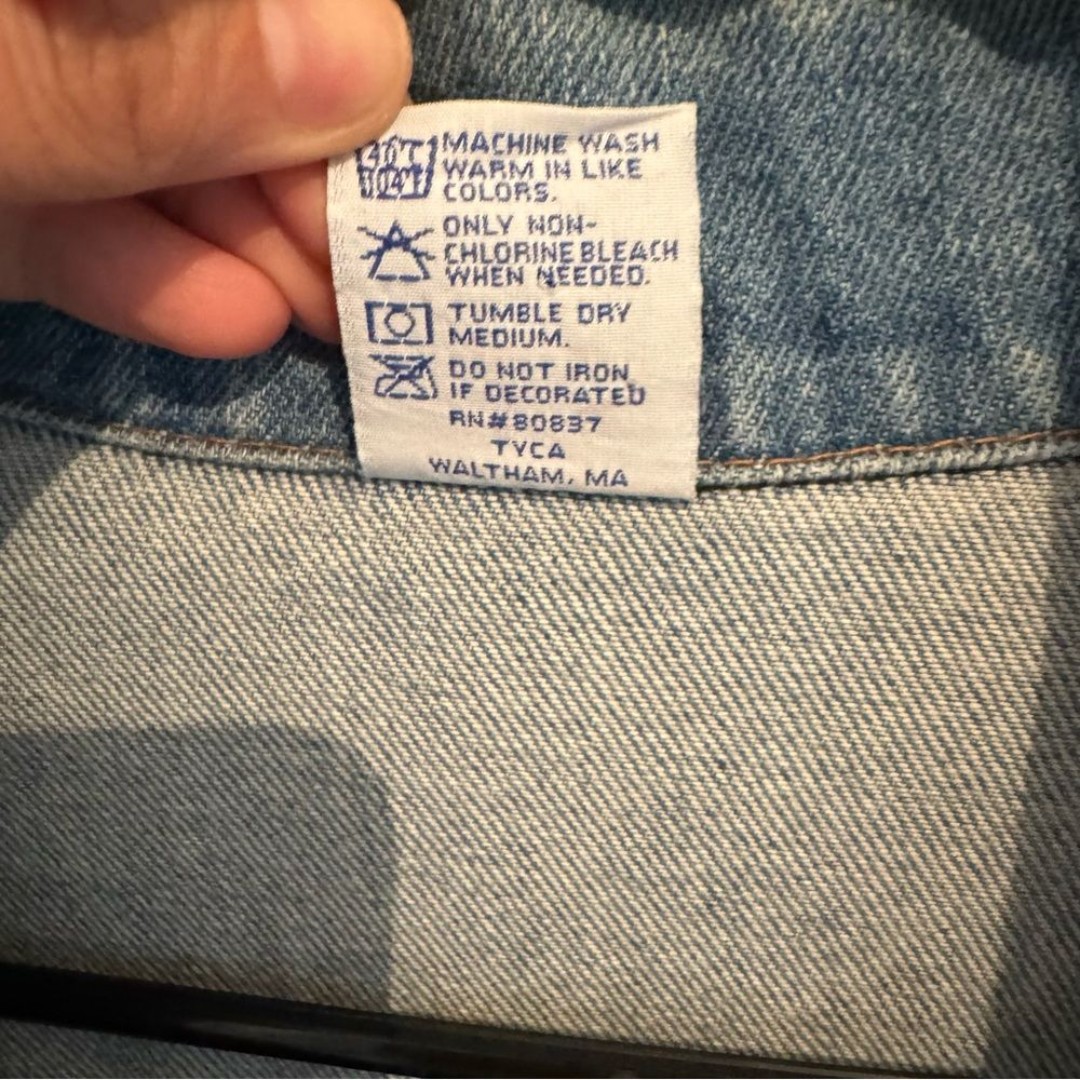 40°C MACHINE WASH
104°F WARM IN LIKE
COLORS.
ONLY NON-
CHLORINE BLEACH
WHEN NEEDED.
TUMBLE DRY
MEDIUM.
DO NOT IRON
IF DECORATED
RN#80837
TYCA
WALTHAM, MA